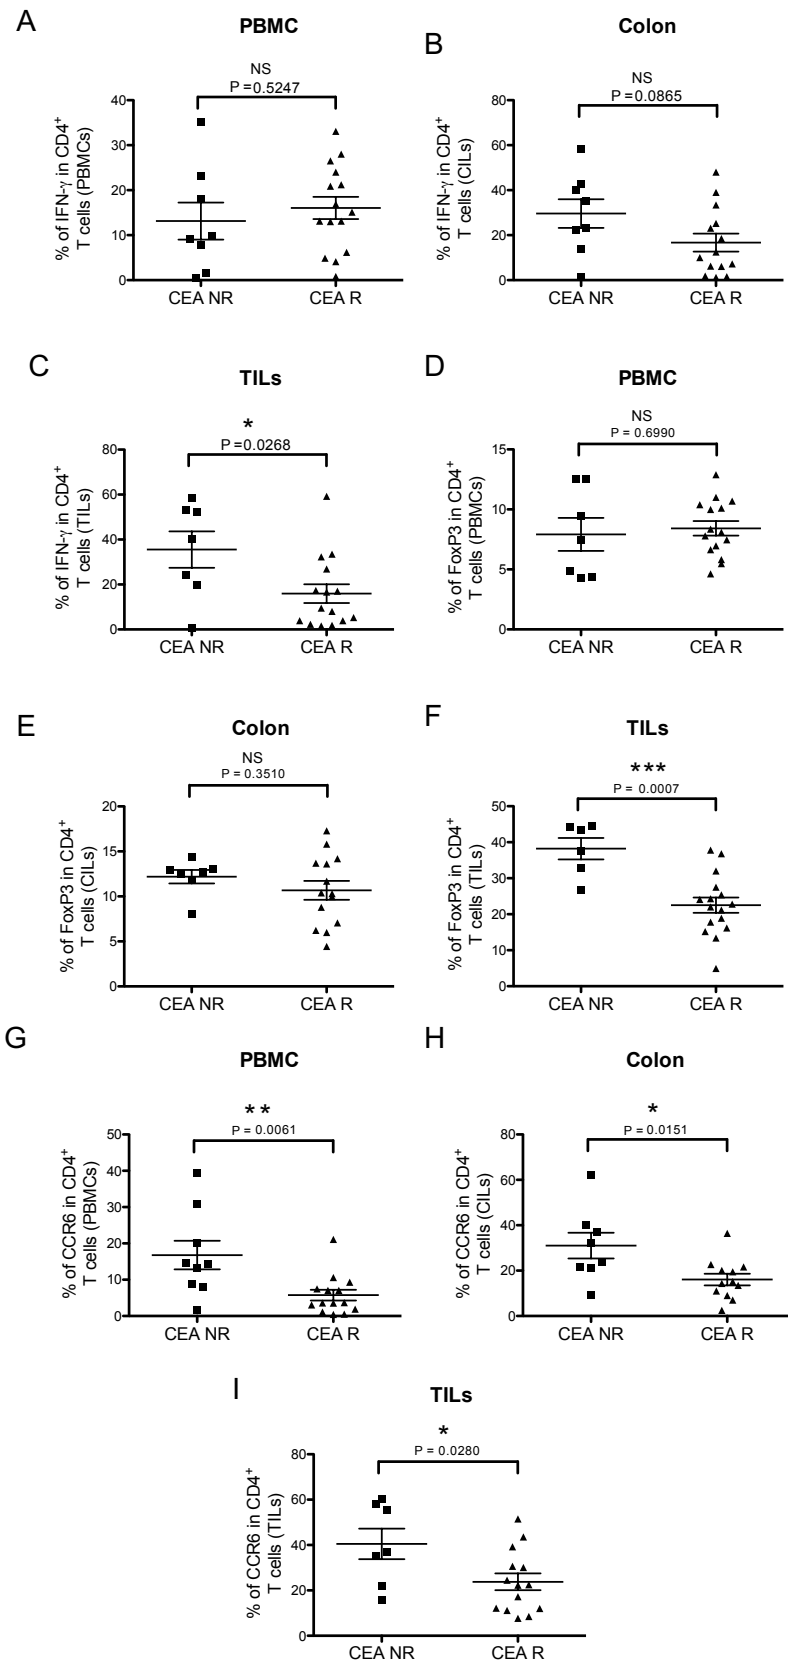 A
PBMC
NS
P =0.5247
% of IFN-γ in CD4+
T cells (PBMCs)
40
30
20
10
0
CEA NR
CEA R
B
Colon
NS
P=0.0865
% of IFN-γ in CD4+
T cells (CILs)
80
60
40
20
0
CEA NR
CEA R
C
TILs
*
P=0.0268
% of IFN-γ in CD4+
T cells (TILs)
80
60
40
20
0
CEA NR
CEA R
D
PBMC
NS
P = 0.6990
% of FoxP3 in CD4+
T cells (PBMCs)
15
10
5
0
CEA NR
CEA R
E
Colon
NS
P = 0.3510
% of FoxP3 in CD4+
T cells (CILs)
20
15
10
5
0
CEA NR
CEA R
F
TILs
***
P = 0.0007
% of FoxP3 in CD4+
T cells (TILs)
50
40
30
20
10
0
CEA NR
CEA R
G
PBMC
**
P = 0.0061
% of CCR6 in CD4+
T cells (PBMCs)
50
40
30
20
10
0
CEA NR
CEA R
H
Colon
*
P = 0.0151
% of CCR6 in CD4+
T cells (CILs)
80
60
40
20
0
CEA NR
CEA R
I
TILs
*
P = 0.0280
% of CCR6 in CD4+
T cells (TILs)
80
60
40
20
0
CEA NR
CEA R